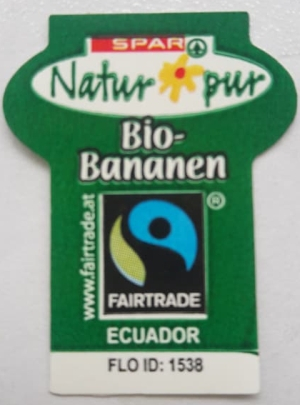 SPAR
Natur pur
Bio-
Bananen
®
www.fairtrade.at
FAIRTRADE
ECUADOR
FLO ID: 1538